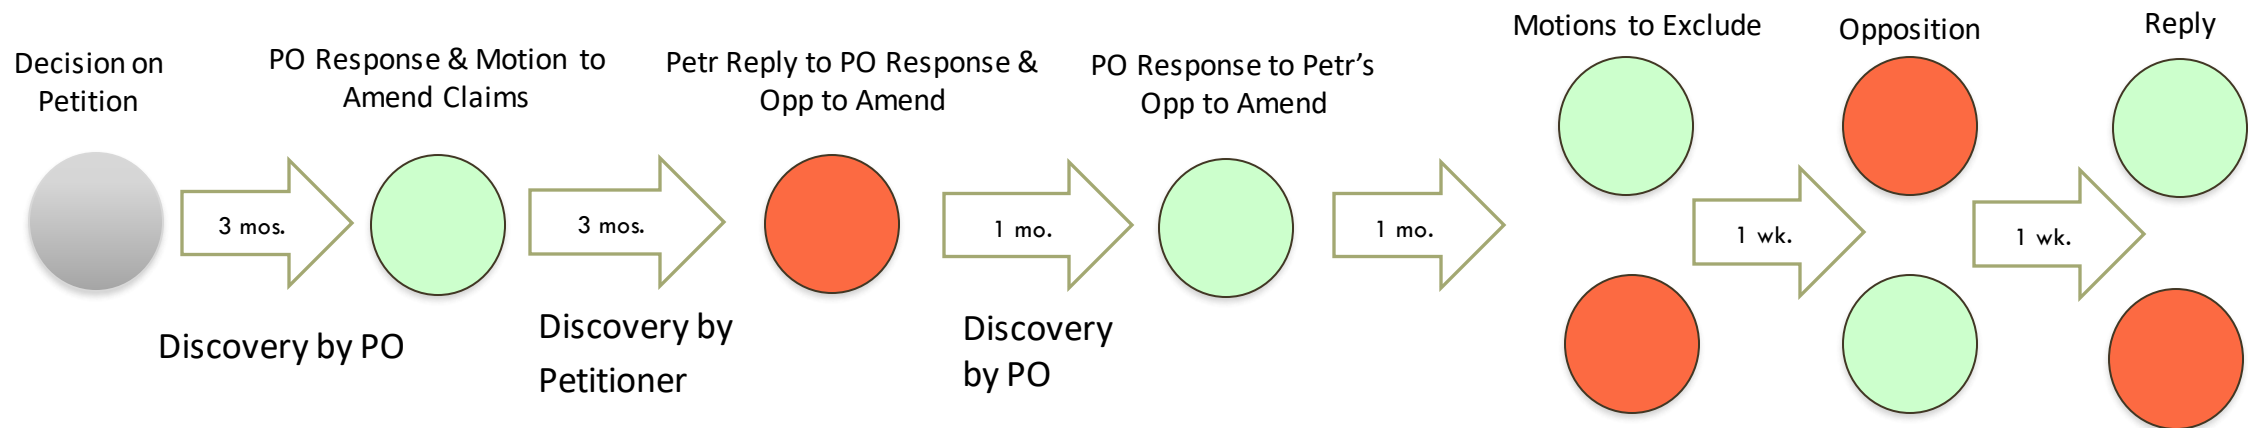 Decision on
Petition
PO Response & Motion to
Amend Claims
Petr Reply to PO Response &
Opp to Amend
PO Response to Petr's
Opp to Amend
Motions to Exclude
Opposition
Reply
3 mos.
3 mos.
1 mo.
1 mo.
1 wk.
1 wk.
Discovery by PO
Discovery by
Petitioner
Discovery
by PO